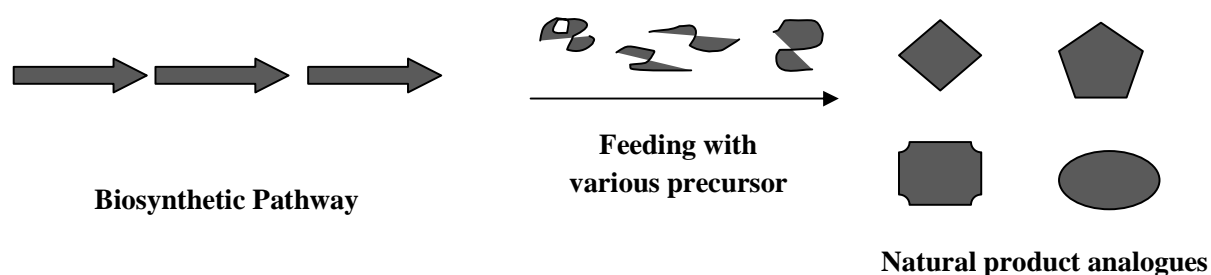 Biosynthetic Pathway
Feeding with
various precursor
Natural product analogues